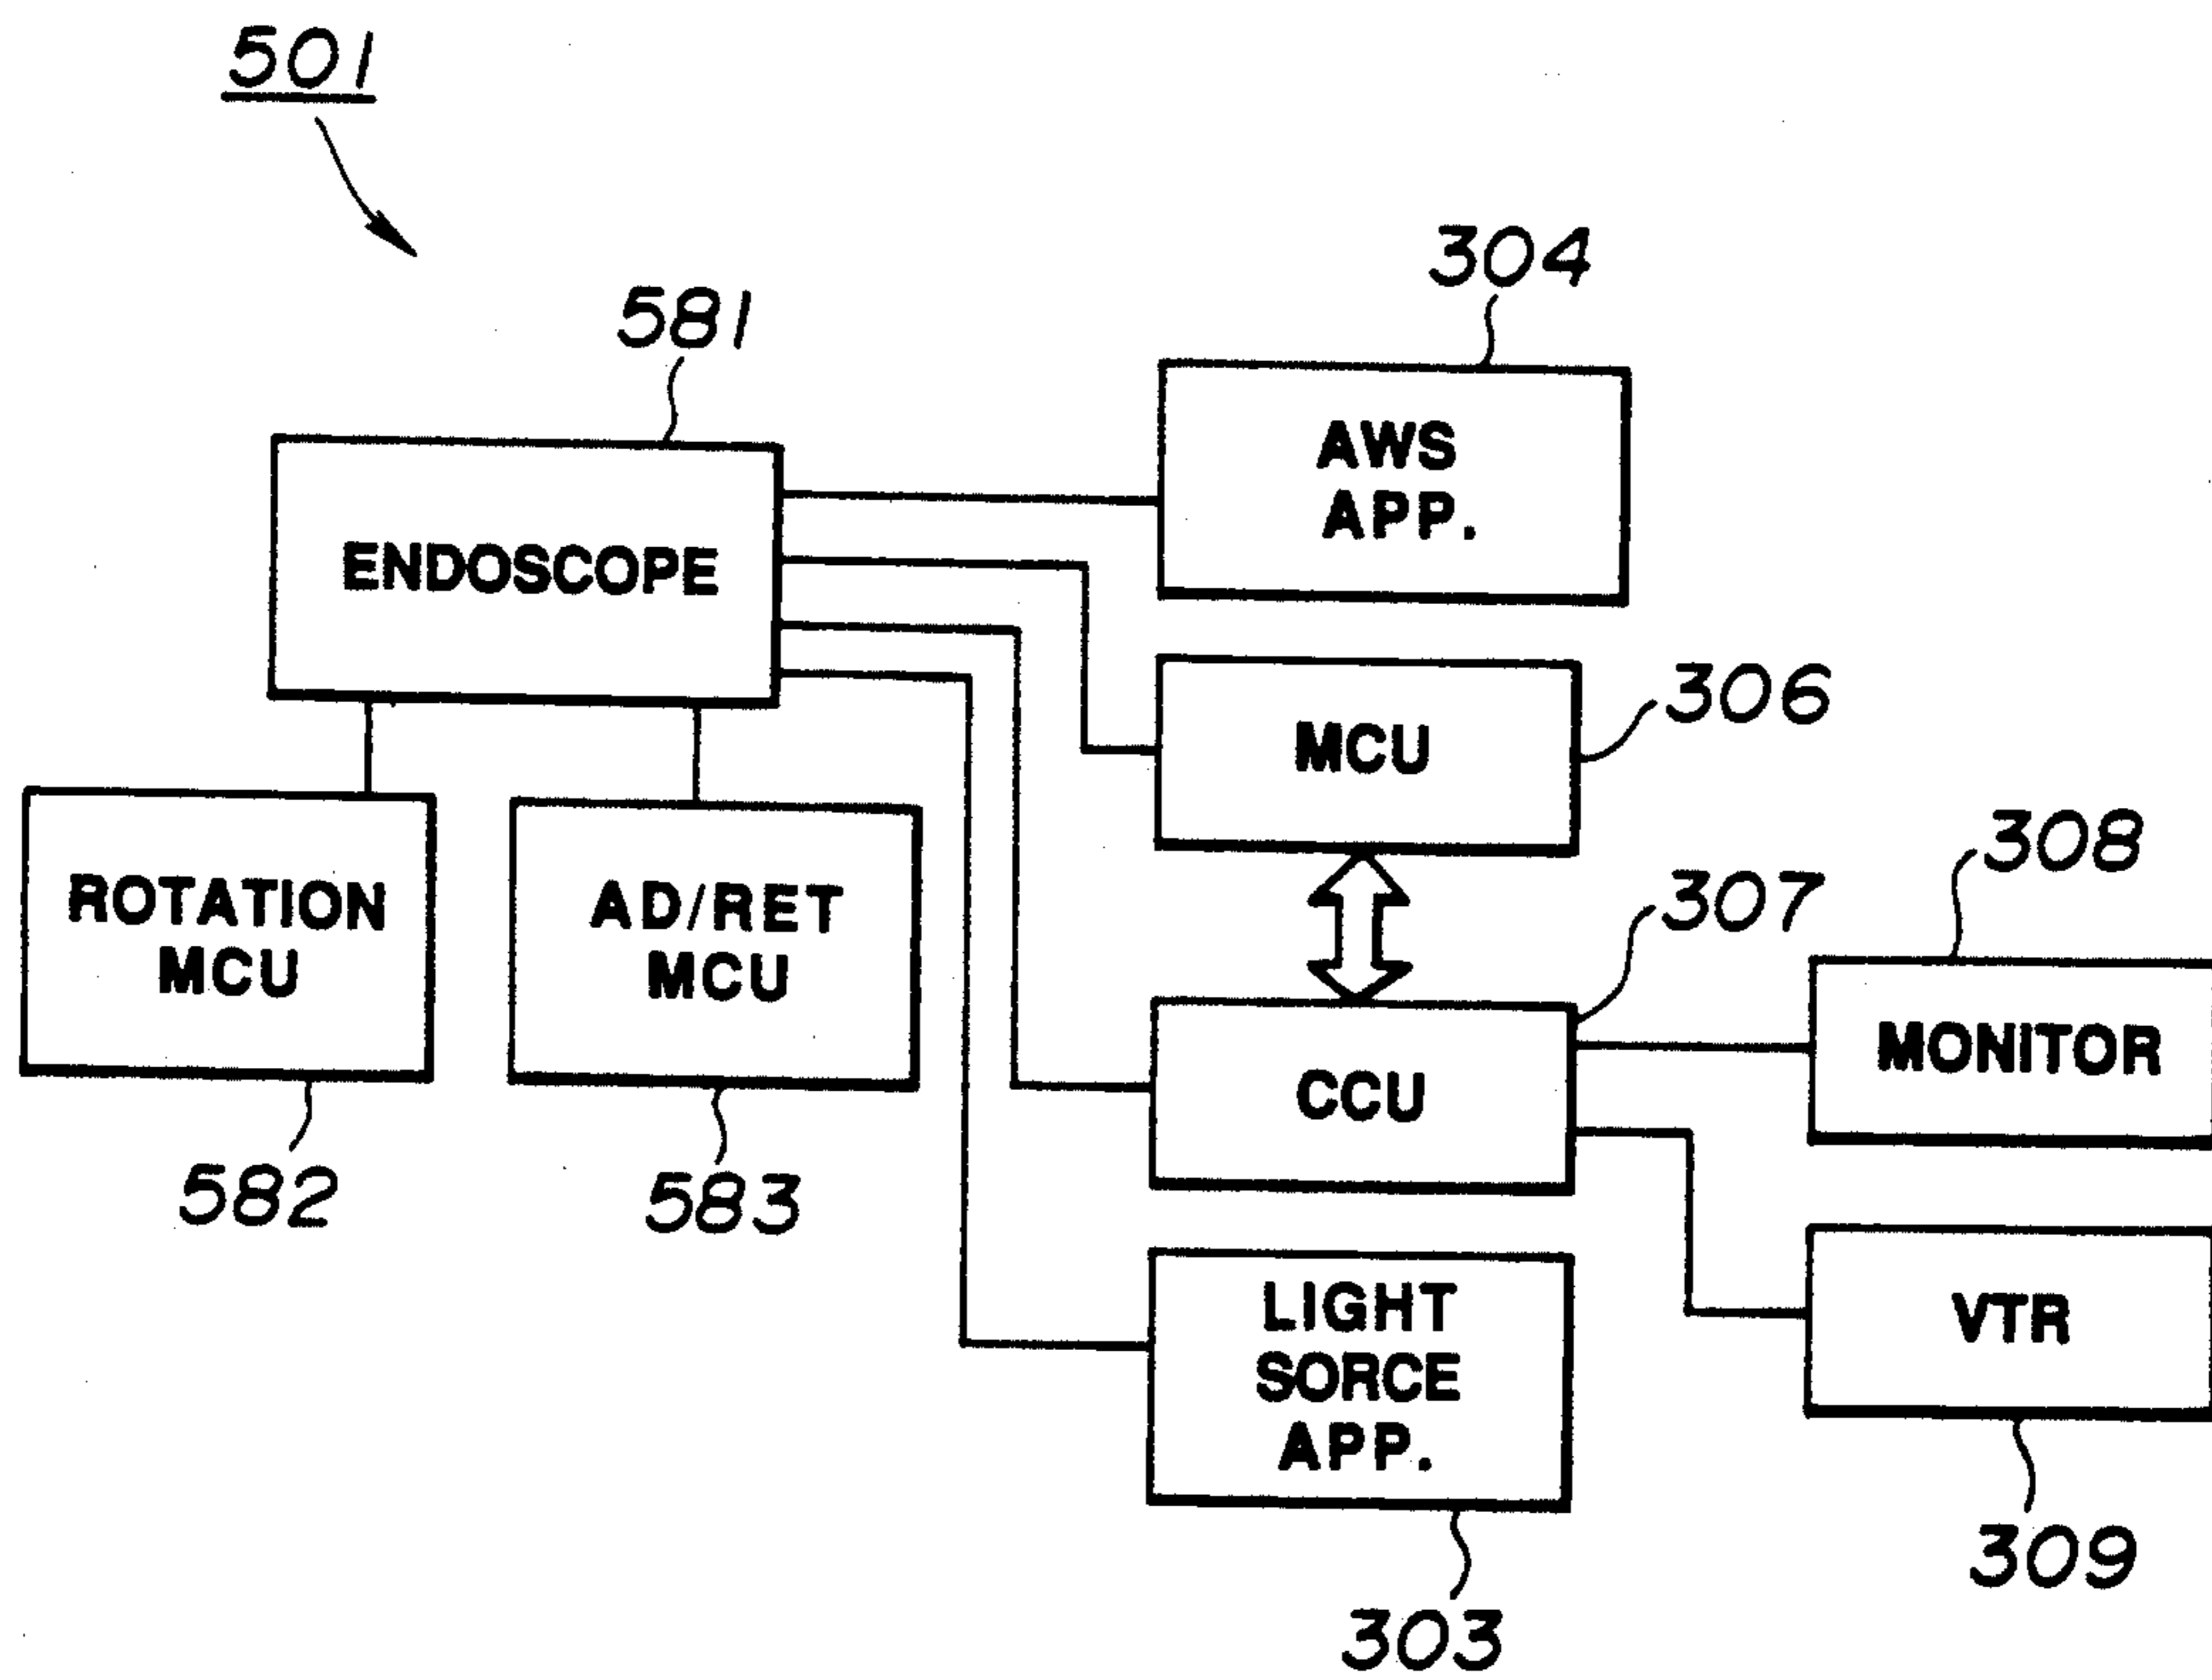 501
581
304
ENDOSCOPE
AWS
APP.
MCU
306
ROTATION
MCU
AD/RET
MCU
307
308
CCU
MONITOR
582
583
LIGHT
SORCE
APP.
VTR
303
309